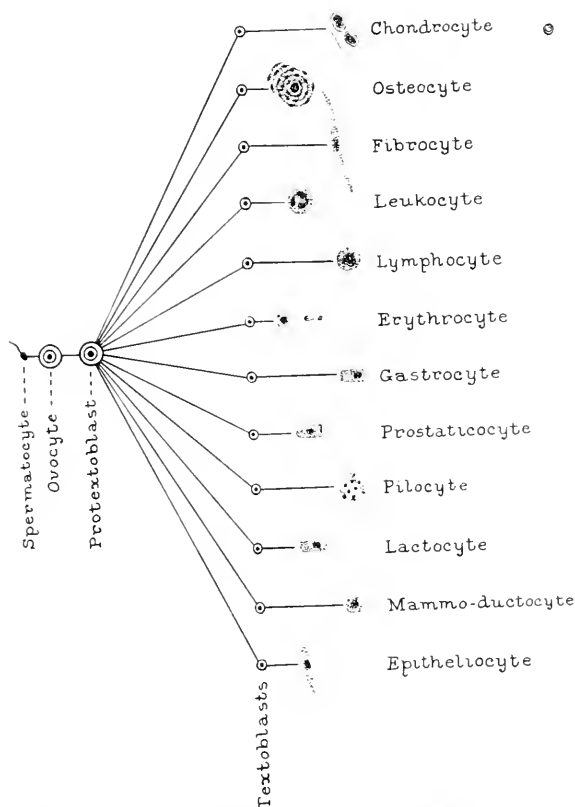 Chondrocyte
Osteocyte
Fibrocyte
Leukocyte
Lymphocyte
Erythrocyte
Gastrocyte
Prostaticocyte
Pilocyte
Lactocyte
Mammo-ductocyte
Epitheliocyte
Spermatocyte
Ovocyte
Protextoblast
Textoblasts